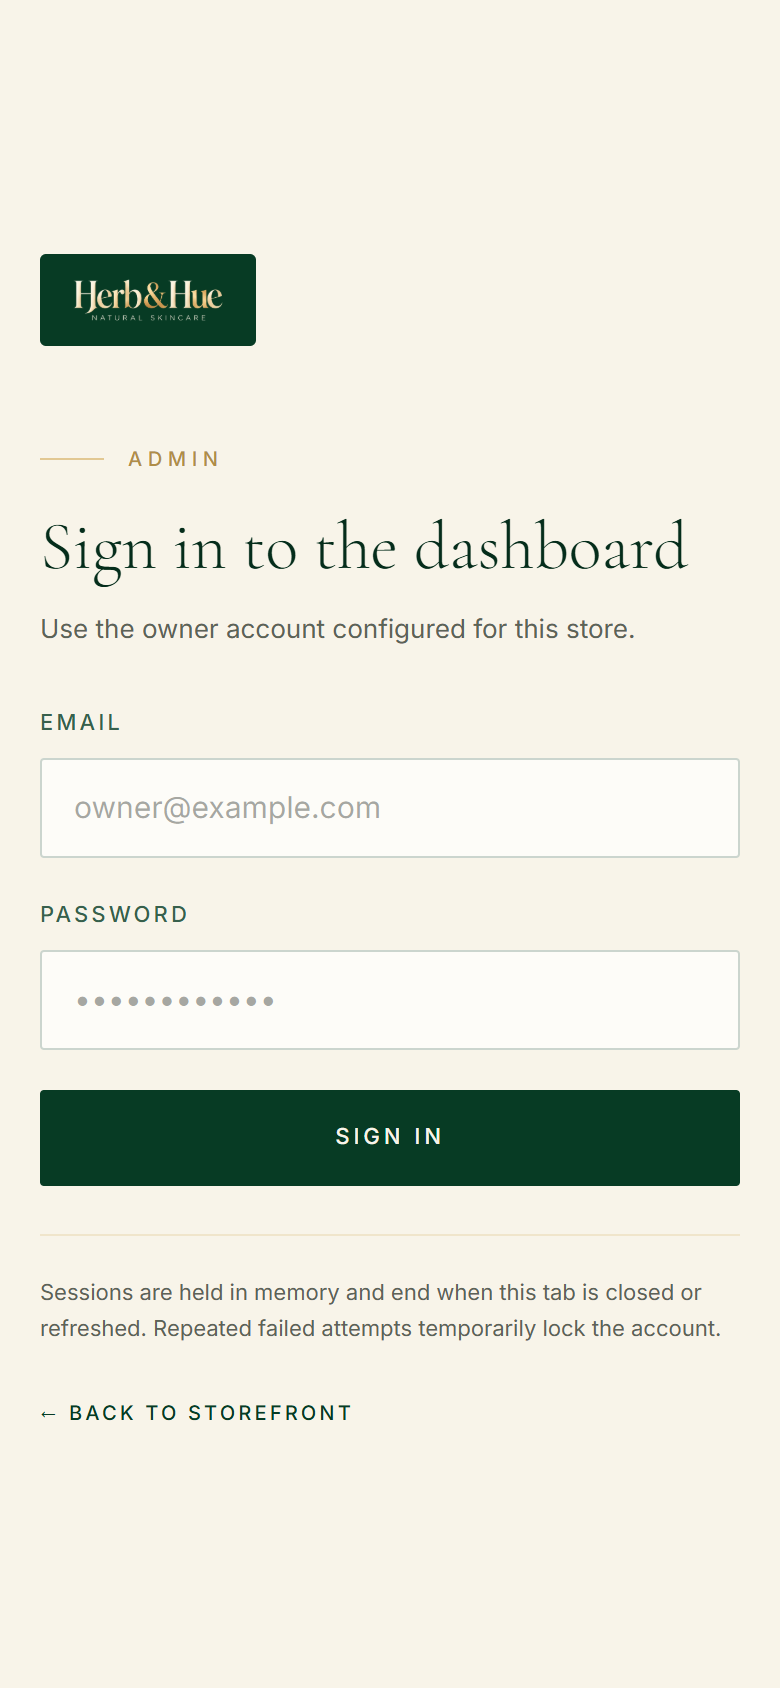 Herb&Hue
NATURAL SKINCARE
ADMIN
Sign in to the dashboard
Use the owner account configured for this store.
EMAIL
owner@example.com
PASSWORD
••••••••••••
SIGN IN
Sessions are held in memory and end when this tab is closed or
refreshed. Repeated failed attempts temporarily lock the account.
← BACK TO STOREFRONT